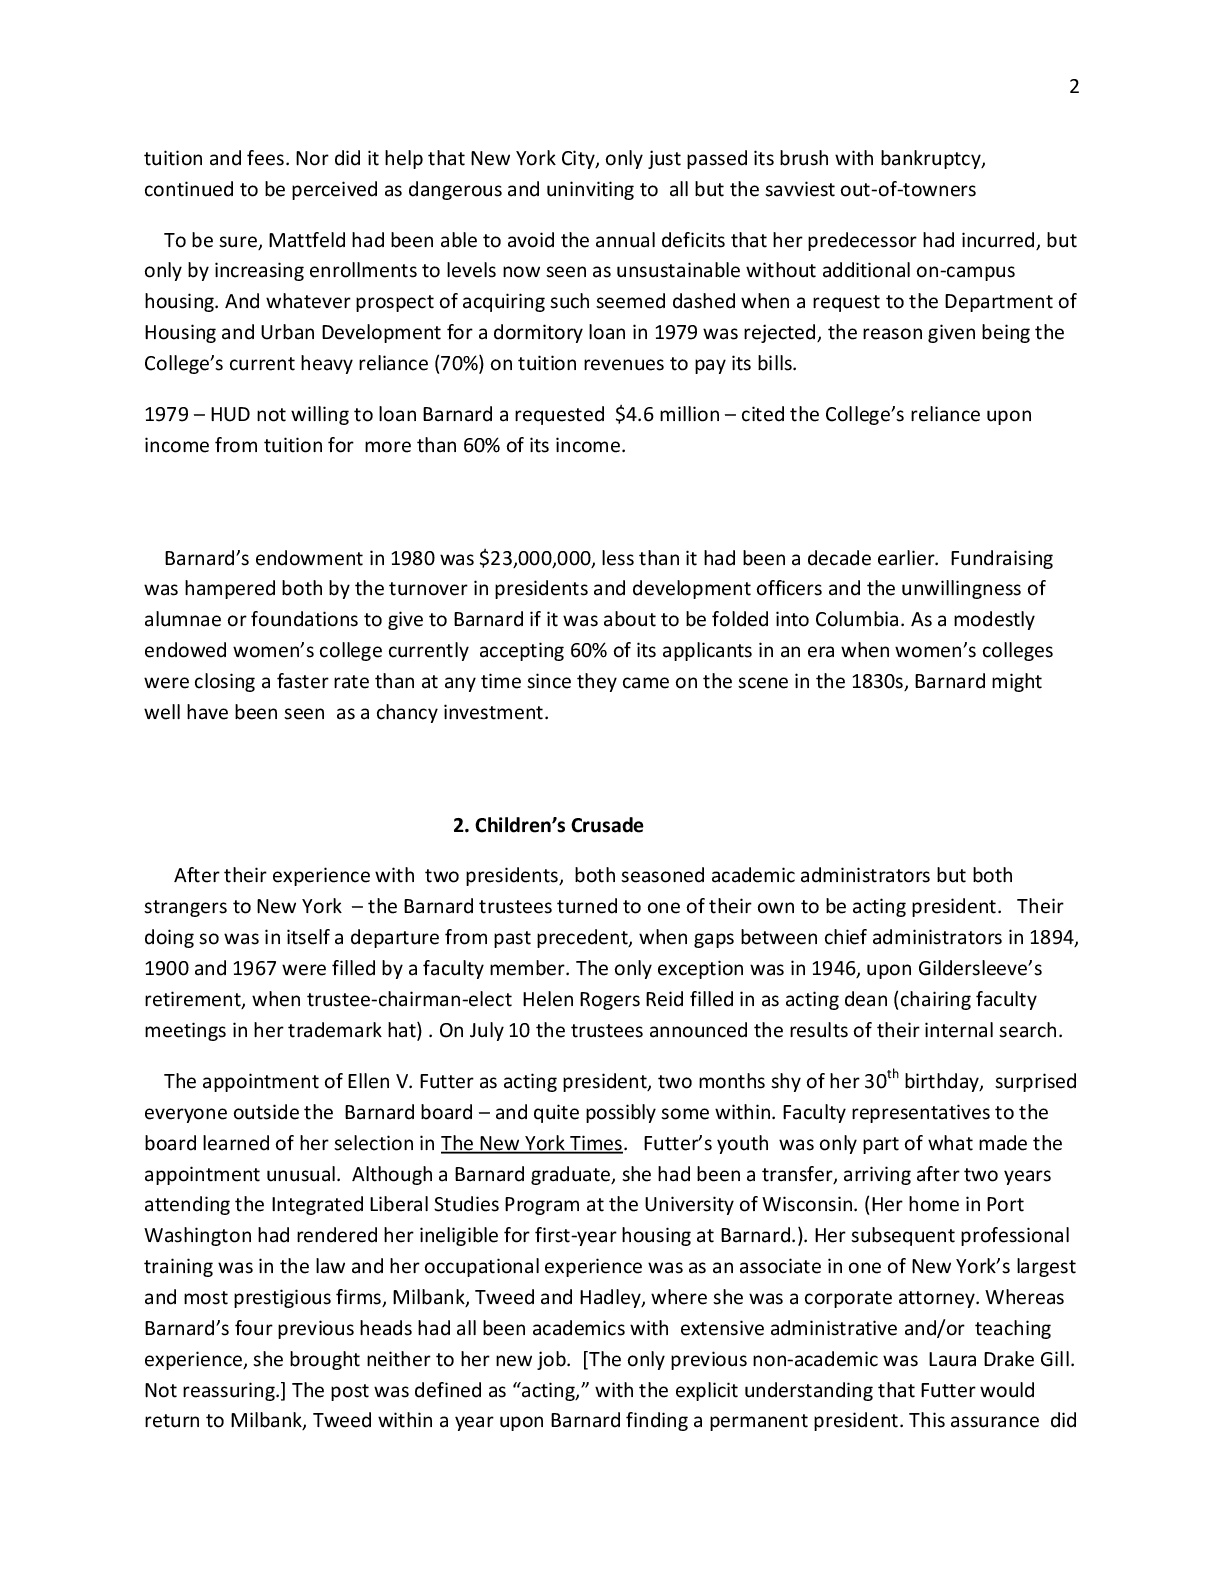 2
tuition and fees. Nor did it help that New York City, only just passed its brush with bankruptcy,
continued to be perceived as dangerous and uninviting to  all but the savviest out-of-towners
To be sure, Mattfeld had been able to avoid the annual deficits that her predecessor had incurred, but
only by increasing enrollments to levels now seen as unsustainable without additional on-campus
housing. And whatever prospect of acquiring such seemed dashed when a request to the Department of
Housing and Urban Development for a dormitory loan in 1979 was rejected, the reason given being the
College’s current heavy reliance (70%) on tuition revenues to pay its bills.
1979 – HUD not willing to loan Barnard a requested  $4.6 million – cited the College’s reliance upon
income from tuition for  more than 60% of its income.
Barnard’s endowment in 1980 was $23,000,000, less than it had been a decade earlier.  Fundraising
was hampered both by the turnover in presidents and development officers and the unwillingness of
alumnae or foundations to give to Barnard if it was about to be folded into Columbia. As a modestly
endowed women’s college currently  accepting 60% of its applicants in an era when women’s colleges
were closing a faster rate than at any time since they came on the scene in the 1830s, Barnard might
well have been seen  as a chancy investment.
2. Children’s Crusade
After their experience with  two presidents,  both seasoned academic administrators but both
strangers to New York  – the Barnard trustees turned to one of their own to be acting president.   Their
doing so was in itself a departure from past precedent, when gaps between chief administrators in 1894,
1900 and 1967 were filled by a faculty member. The only exception was in 1946, upon Gildersleeve’s
retirement, when trustee-chairman-elect  Helen Rogers Reid filled in as acting dean (chairing faculty
meetings in her trademark hat) . On July 10 the trustees announced the results of their internal search.
The appointment of Ellen V. Futter as acting president, two months shy of her 30th birthday,  surprised
everyone outside the  Barnard board – and quite possibly some within. Faculty representatives to the
board learned of her selection in The New York Times.   Futter’s youth  was only part of what made the
appointment unusual.  Although a Barnard graduate, she had been a transfer, arriving after two years
attending the Integrated Liberal Studies Program at the University of Wisconsin. (Her home in Port
Washington had rendered her ineligible for first-year housing at Barnard.). Her subsequent professional
training was in the law and her occupational experience was as an associate in one of New York’s largest
and most prestigious firms, Milbank, Tweed and Hadley, where she was a corporate attorney. Whereas
Barnard’s four previous heads had all been academics with  extensive administrative and/or  teaching
experience, she brought neither to her new job.  [The only previous non-academic was  Laura Drake Gill.
Not reassuring.] The post was defined as “acting,” with the explicit understanding that Futter would
return to Milbank, Tweed within a year upon Barnard finding a permanent president. This assurance  did